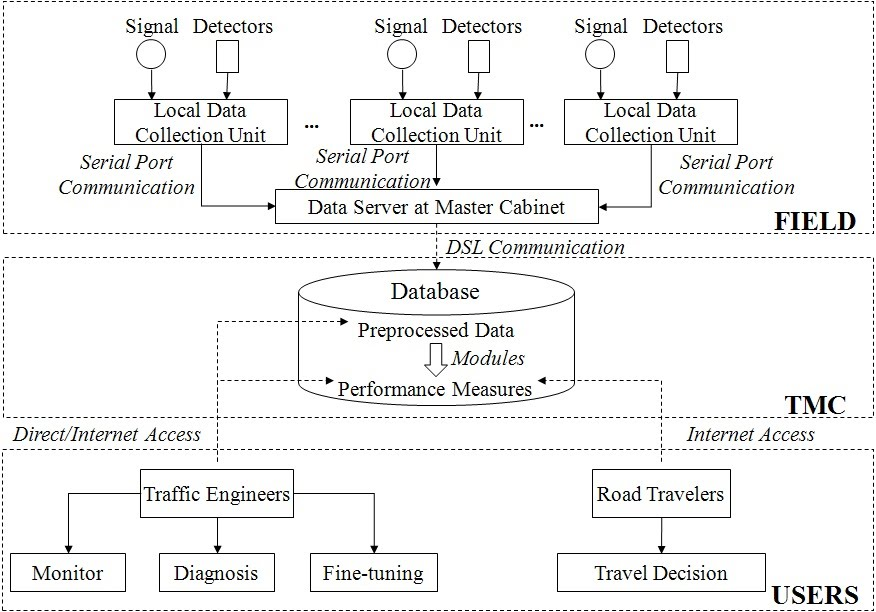 Signal Detectors Signal Detectors Signal Detectors
Local Data
Collection Unit
...
Local Data
Collection Unit
...
Local Data
Collection Unit
Serial Port
Communication
Serial Port
Communication
Serial Port
Communication
Data Server at Master Cabinet
FIELD
DSL Communication
Database
Preprocessed Data
Modules
Performance Measures
TMC
Direct/Internet Access
Internet Access
Traffic Engineers
Road Travelers
Monitor
Diagnosis
Fine-tuning
Travel Decision
USERS